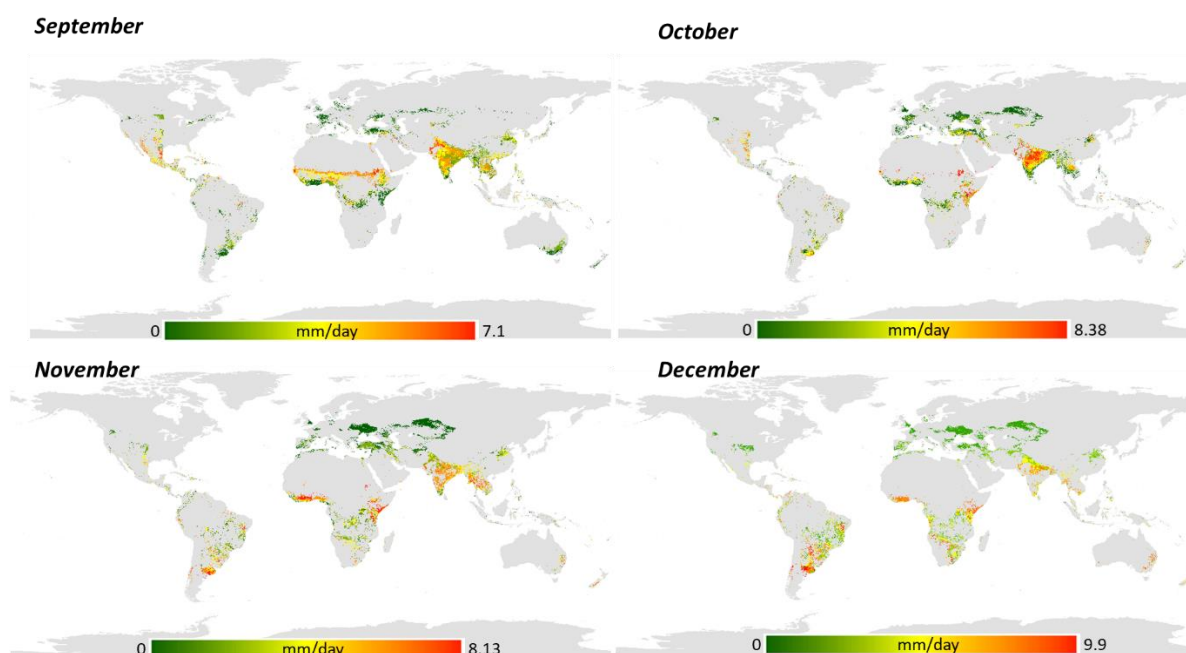 September
October
0 mm/day 7.1
0 mm/day 8.38
November
December
0 mm/day 8.13
0 mm/day 9.9